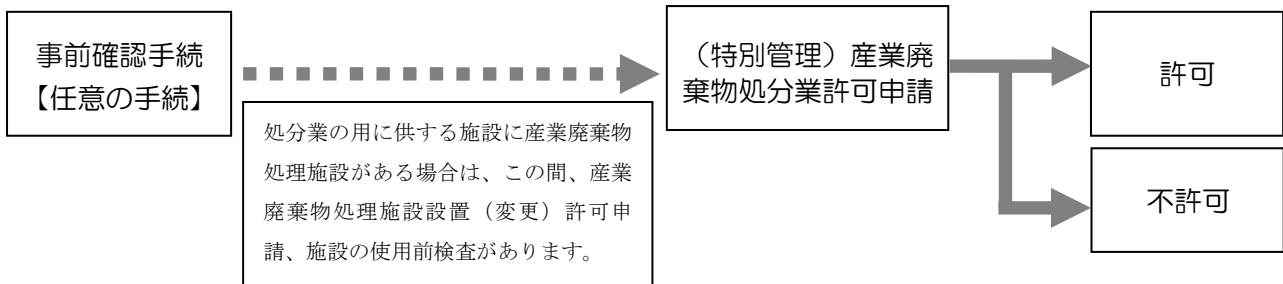 事前確認手続
【任意の手続】
処分業の用に供する施設に産業廃棄物
処理施設がある場合は、この間、産業
廃棄物処理施設設置（変更）許可申
請、施設の使用前検査があります。
（特別管理）産業廃
棄物処分業許可申請
許可
不許可